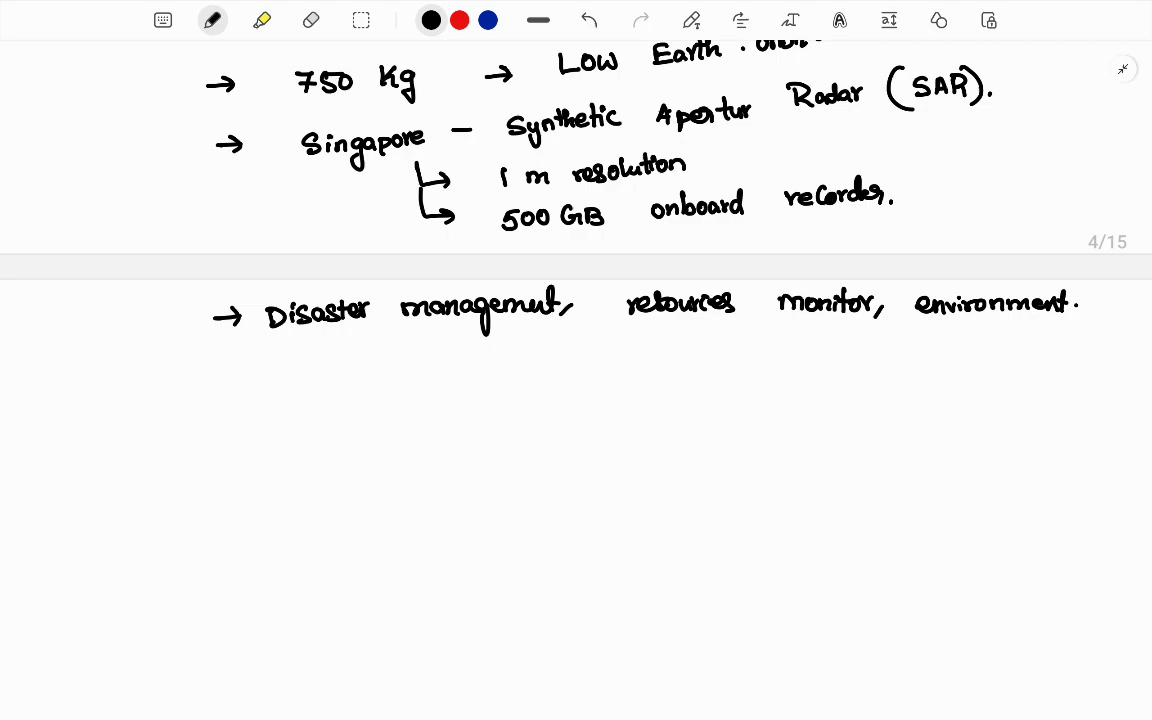 → 750 Kg → Low Earth orbit.
→ Singapore - Synthetic Apertur Radar (SAR).
→ 1 m resolution
→ 500 GB onboard recorder.
4/15
→ Disaster management, resources monitor, environment.